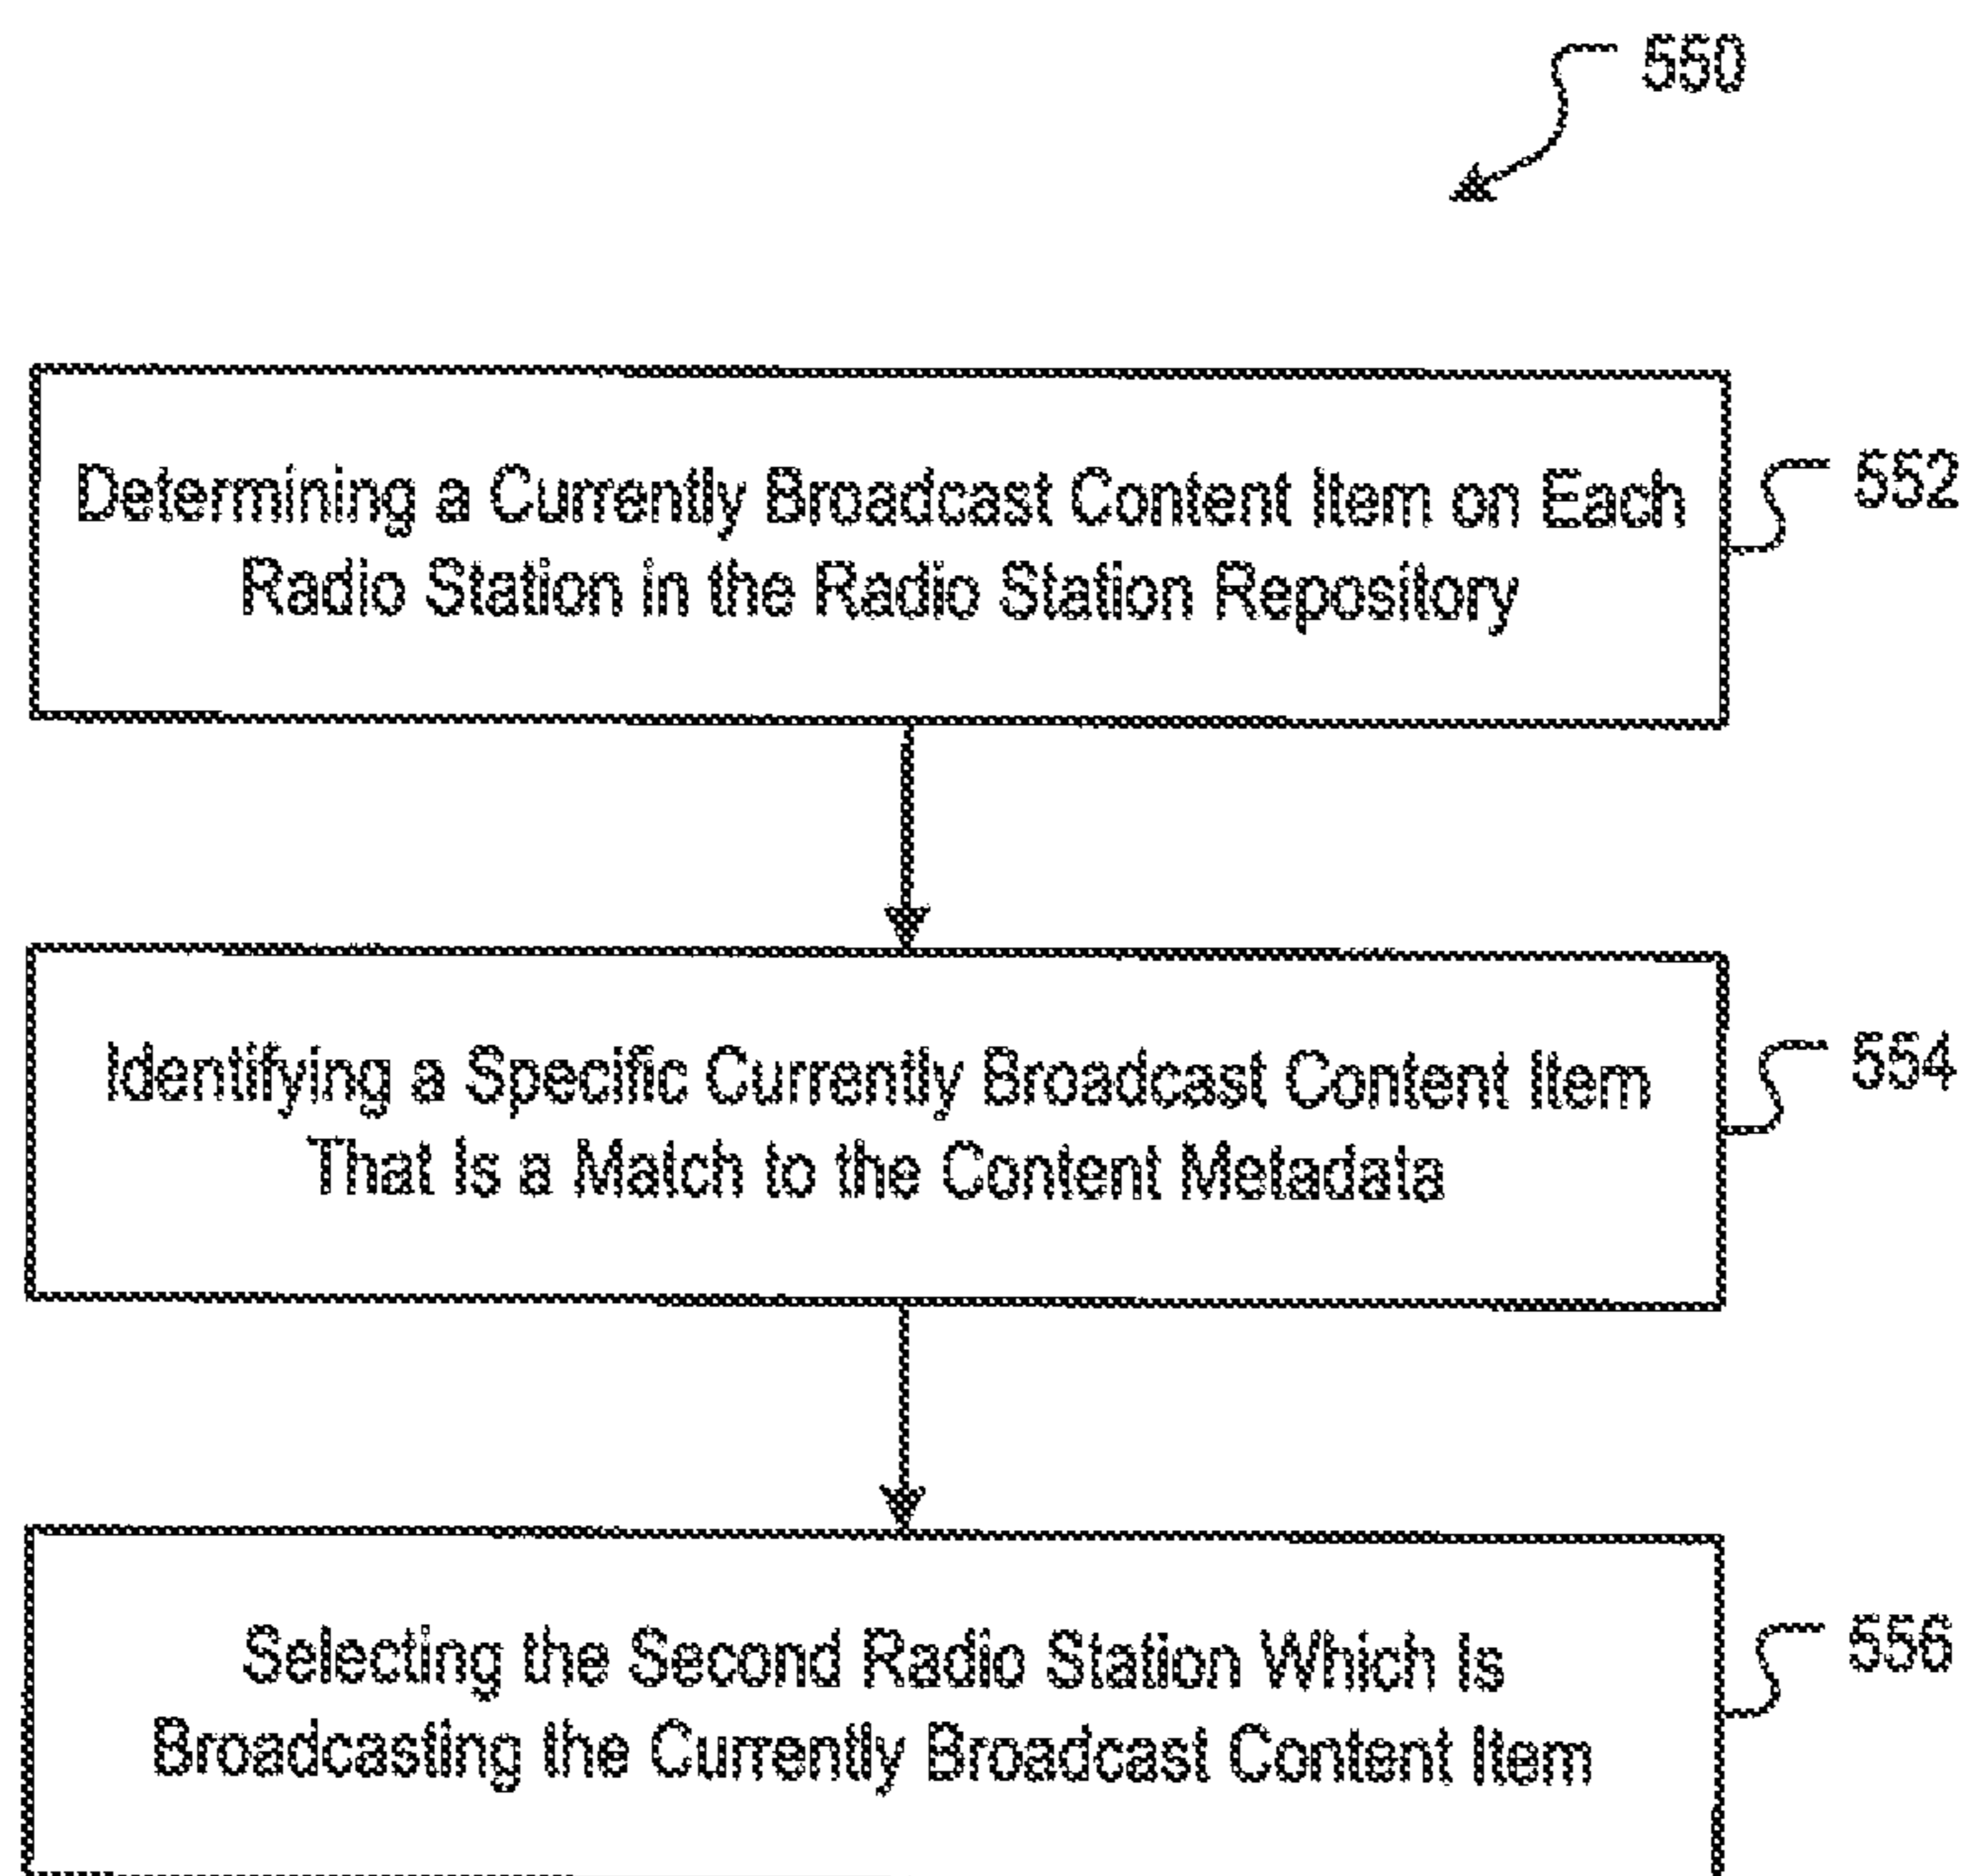 550
Determining a Currently Broadcast Content Item on Each
Radio Station in the Radio Station Repository
552
Identifying a Specific Currently Broadcast Content Item
That Is a Match to the Content Metadata
554
Selecting the Second Radio Station Which Is
Broadcasting the Currently Broadcast Content Item
556